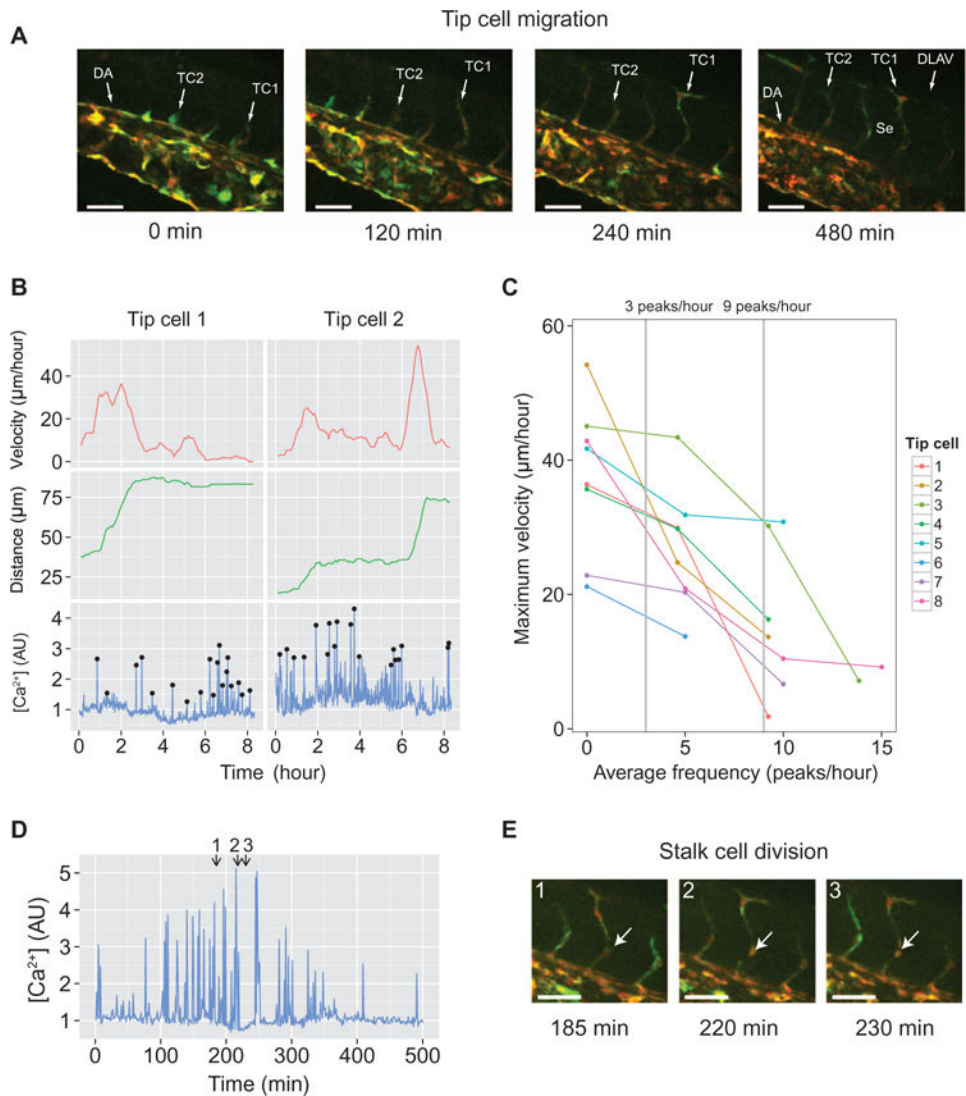 Tip cell migration
A
DA TC2 TC1
TC2 TC1
TC2 TC1
TC2 TC1 DLAV
DA
Se
0 min
120 min
240 min
480 min
B
Tip cell 1
Tip cell 2
Velocity (µm/hour)
40
20
0
Distance (µm)
75
50
25
[Ca²⁺] (AU)
4
3
2
1
0 2 4 6 8
0 2 4 6 8
Time (hour)
C
3 peaks/hour 9 peaks/hour
Maximum velocity (µm/hour)
60
40
20
0
0 5 10 15
Average frequency (peaks/hour)
Tip cell
1
2
3
4
5
6
7
8
D
1 2 3
[Ca²⁺] (AU)
5
4
3
2
1
0 100 200 300 400 500
Time (min)
E
Stalk cell division
1
2
3
185 min
220 min
230 min